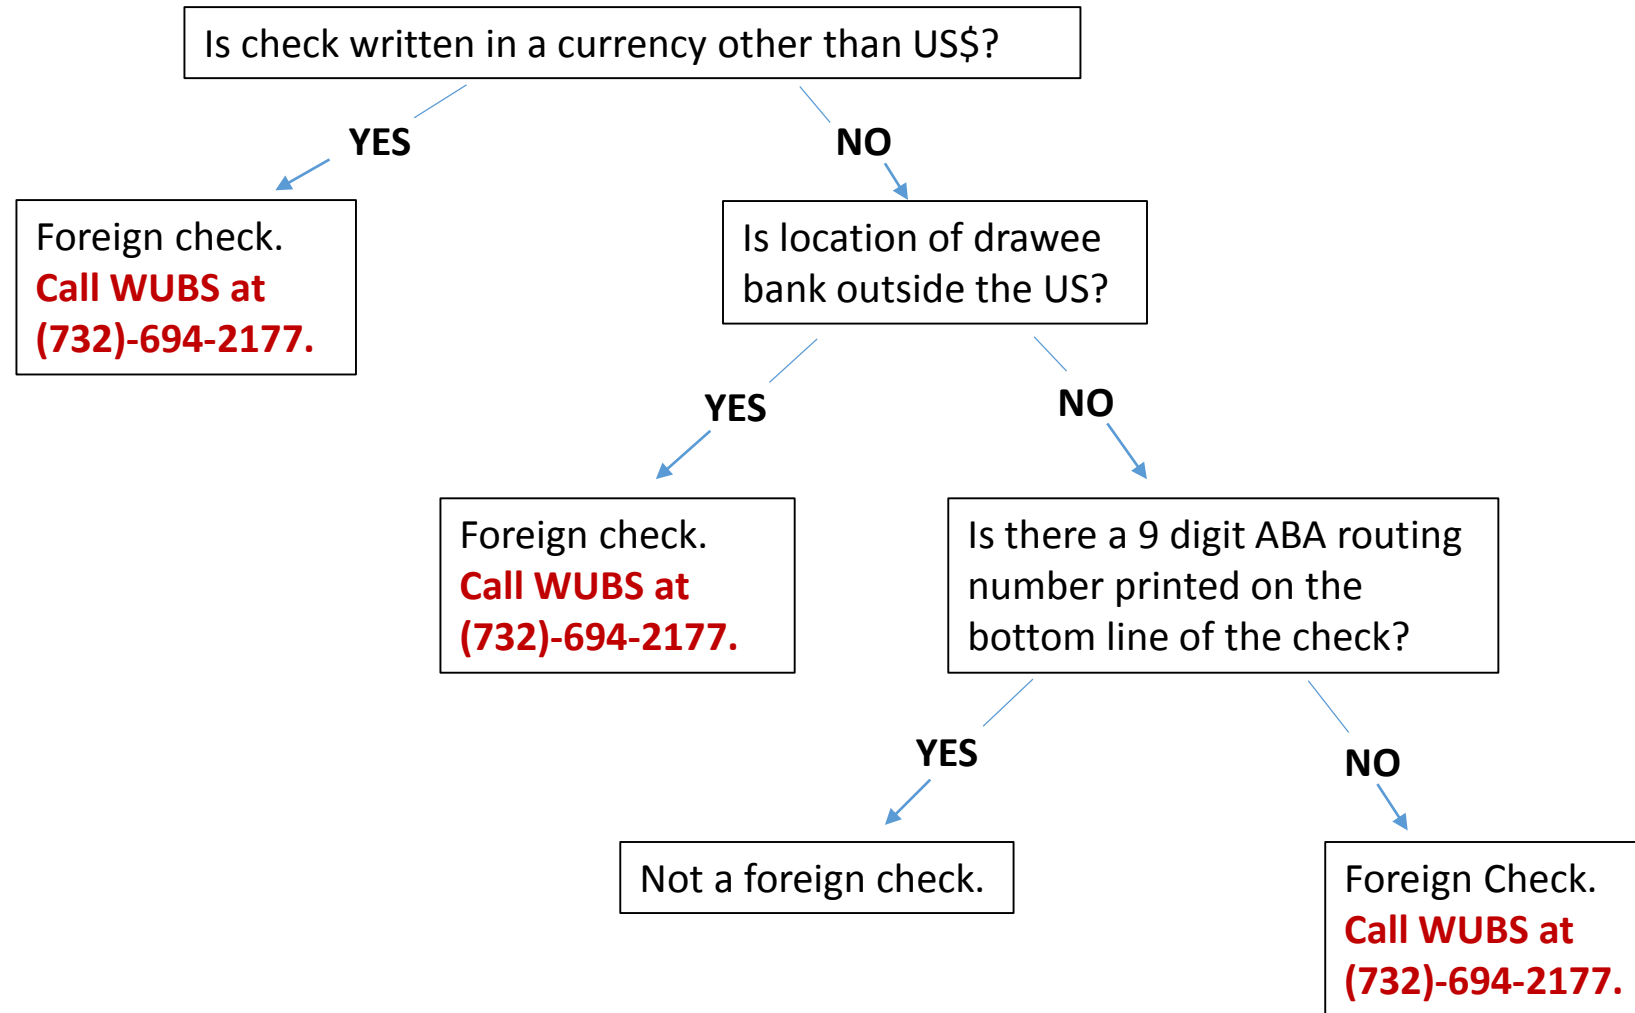 Is check written in a currency other than US$?
YES
NO
Foreign check.
Call WUBS at
(732)-694-2177.
Is location of drawee
bank outside the US?
YES
NO
Foreign check.
Call WUBS at
(732)-694-2177.
Is there a 9 digit ABA routing
number printed on the
bottom line of the check?
YES
NO
Not a foreign check.
Foreign Check.
Call WUBS at
(732)-694-2177.